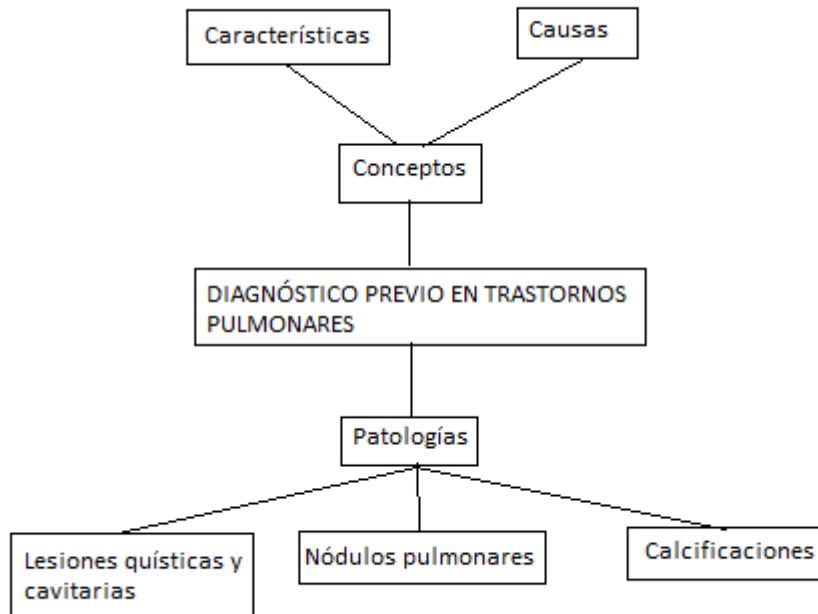 Características
Causas
Conceptos
DIAGNÓSTICO PREVIO EN TRASTORNOS
PULMONARES
Patologías
Lesiones quísticas y
cavitarias
Nódulos pulmonares
Calcificaciones